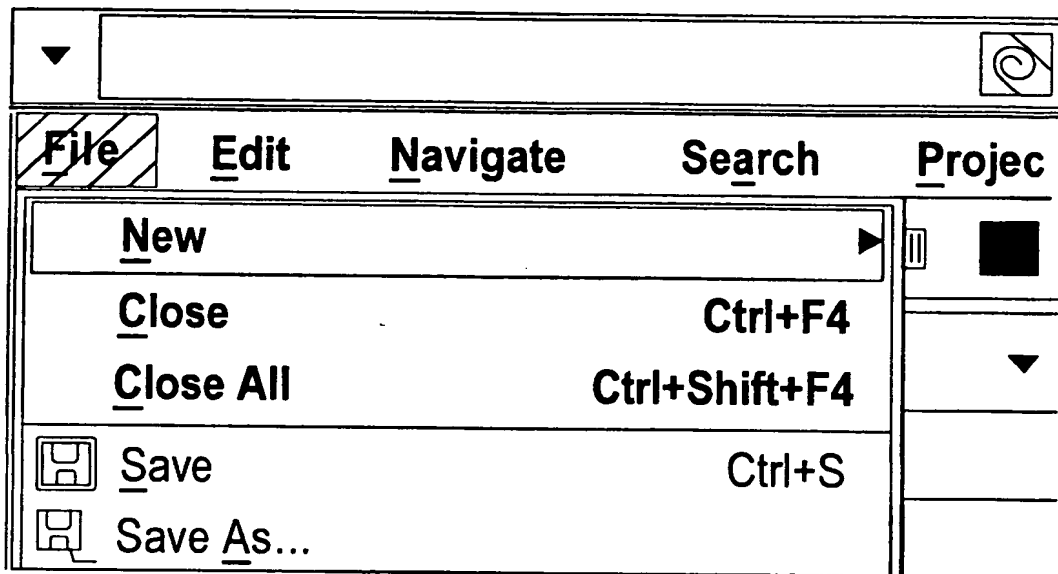 File Edit Navigate Search Projec
New
Close Ctrl+F4
Close All Ctrl+Shift+F4
Save Ctrl+S
Save As...